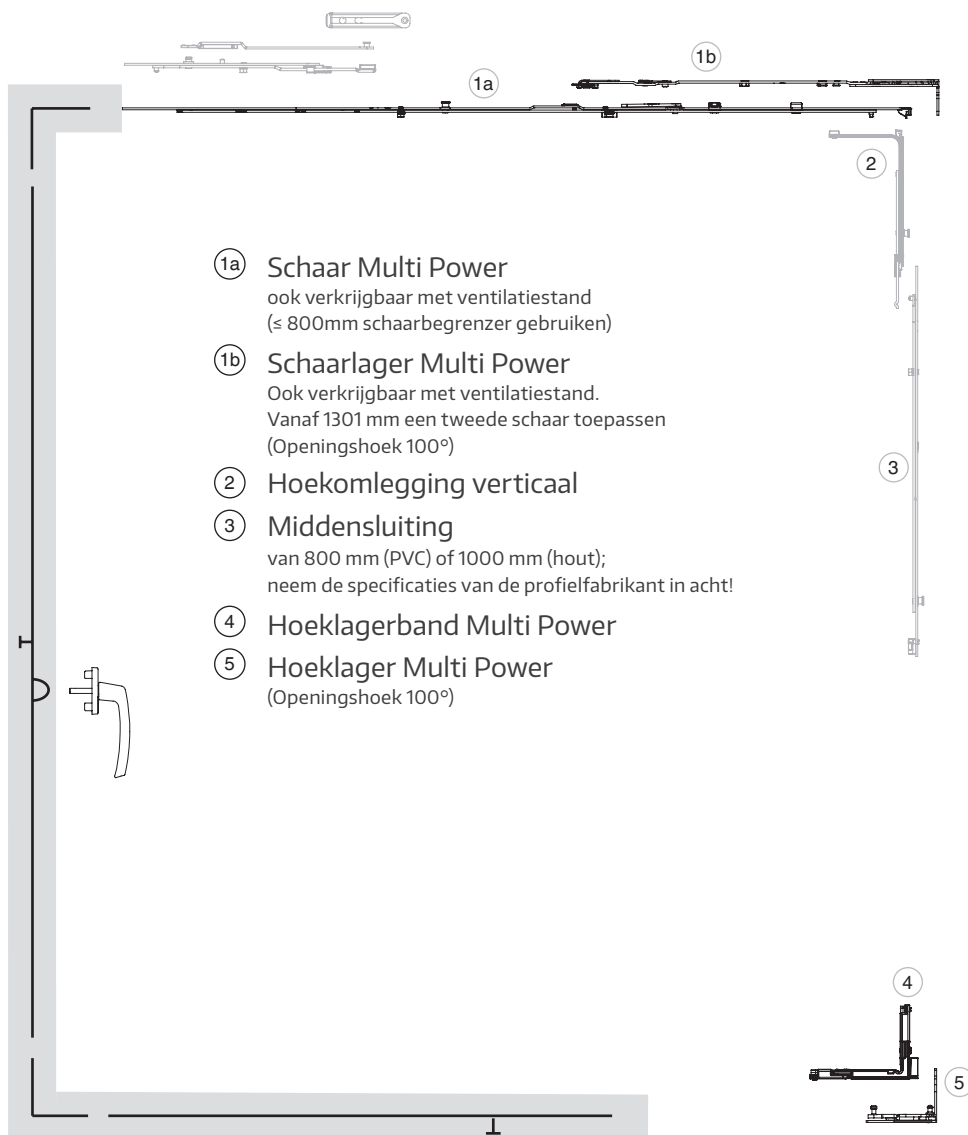 1a
1b
2
1a Schaar Multi Power
ook verkrijgbaar met ventilatiestand
(≤ 800mm schaarbegrenzer gebruiken)
1b Schaarlager Multi Power
Ook verkrijgbaar met ventilatiestand.
Vanaf 1301 mm een tweede schaar toepassen
(Openingshoek 100°)
2 Hoekomlegging verticaal
3 Middensluiting
van 800 mm (PVC) of 1000 mm (hout);
neem de specificaties van de profielfabrikant in acht!
4 Hoeklagerband Multi Power
5 Hoeklager Multi Power
(Openingshoek 100°)
3
4
5